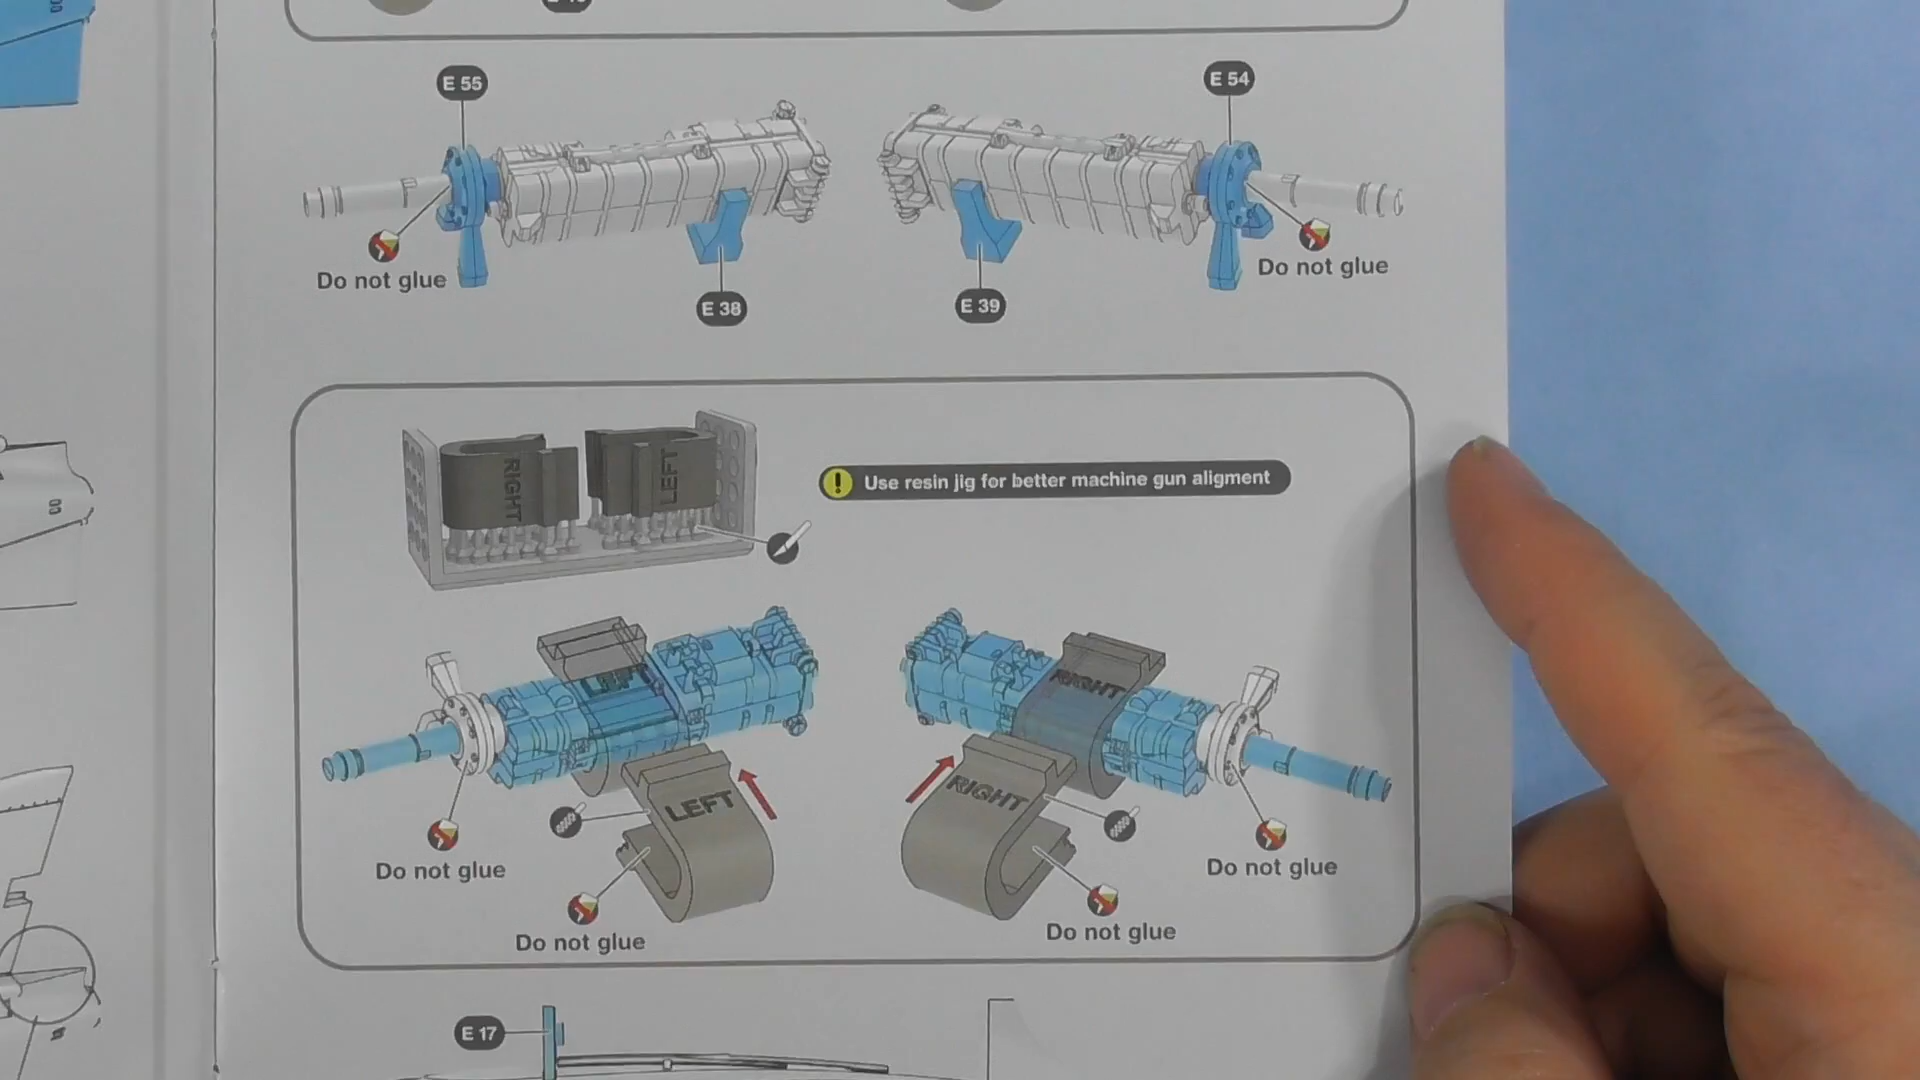 E 55
E 54
Do not glue
Do not glue
E 38
E 39
RIGHT
LEFT
Use resin jig for better machine gun aligment
LEFT
RIGHT
LEFT
RIGHT
Do not glue
Do not glue
Do not glue
Do not glue
E 17